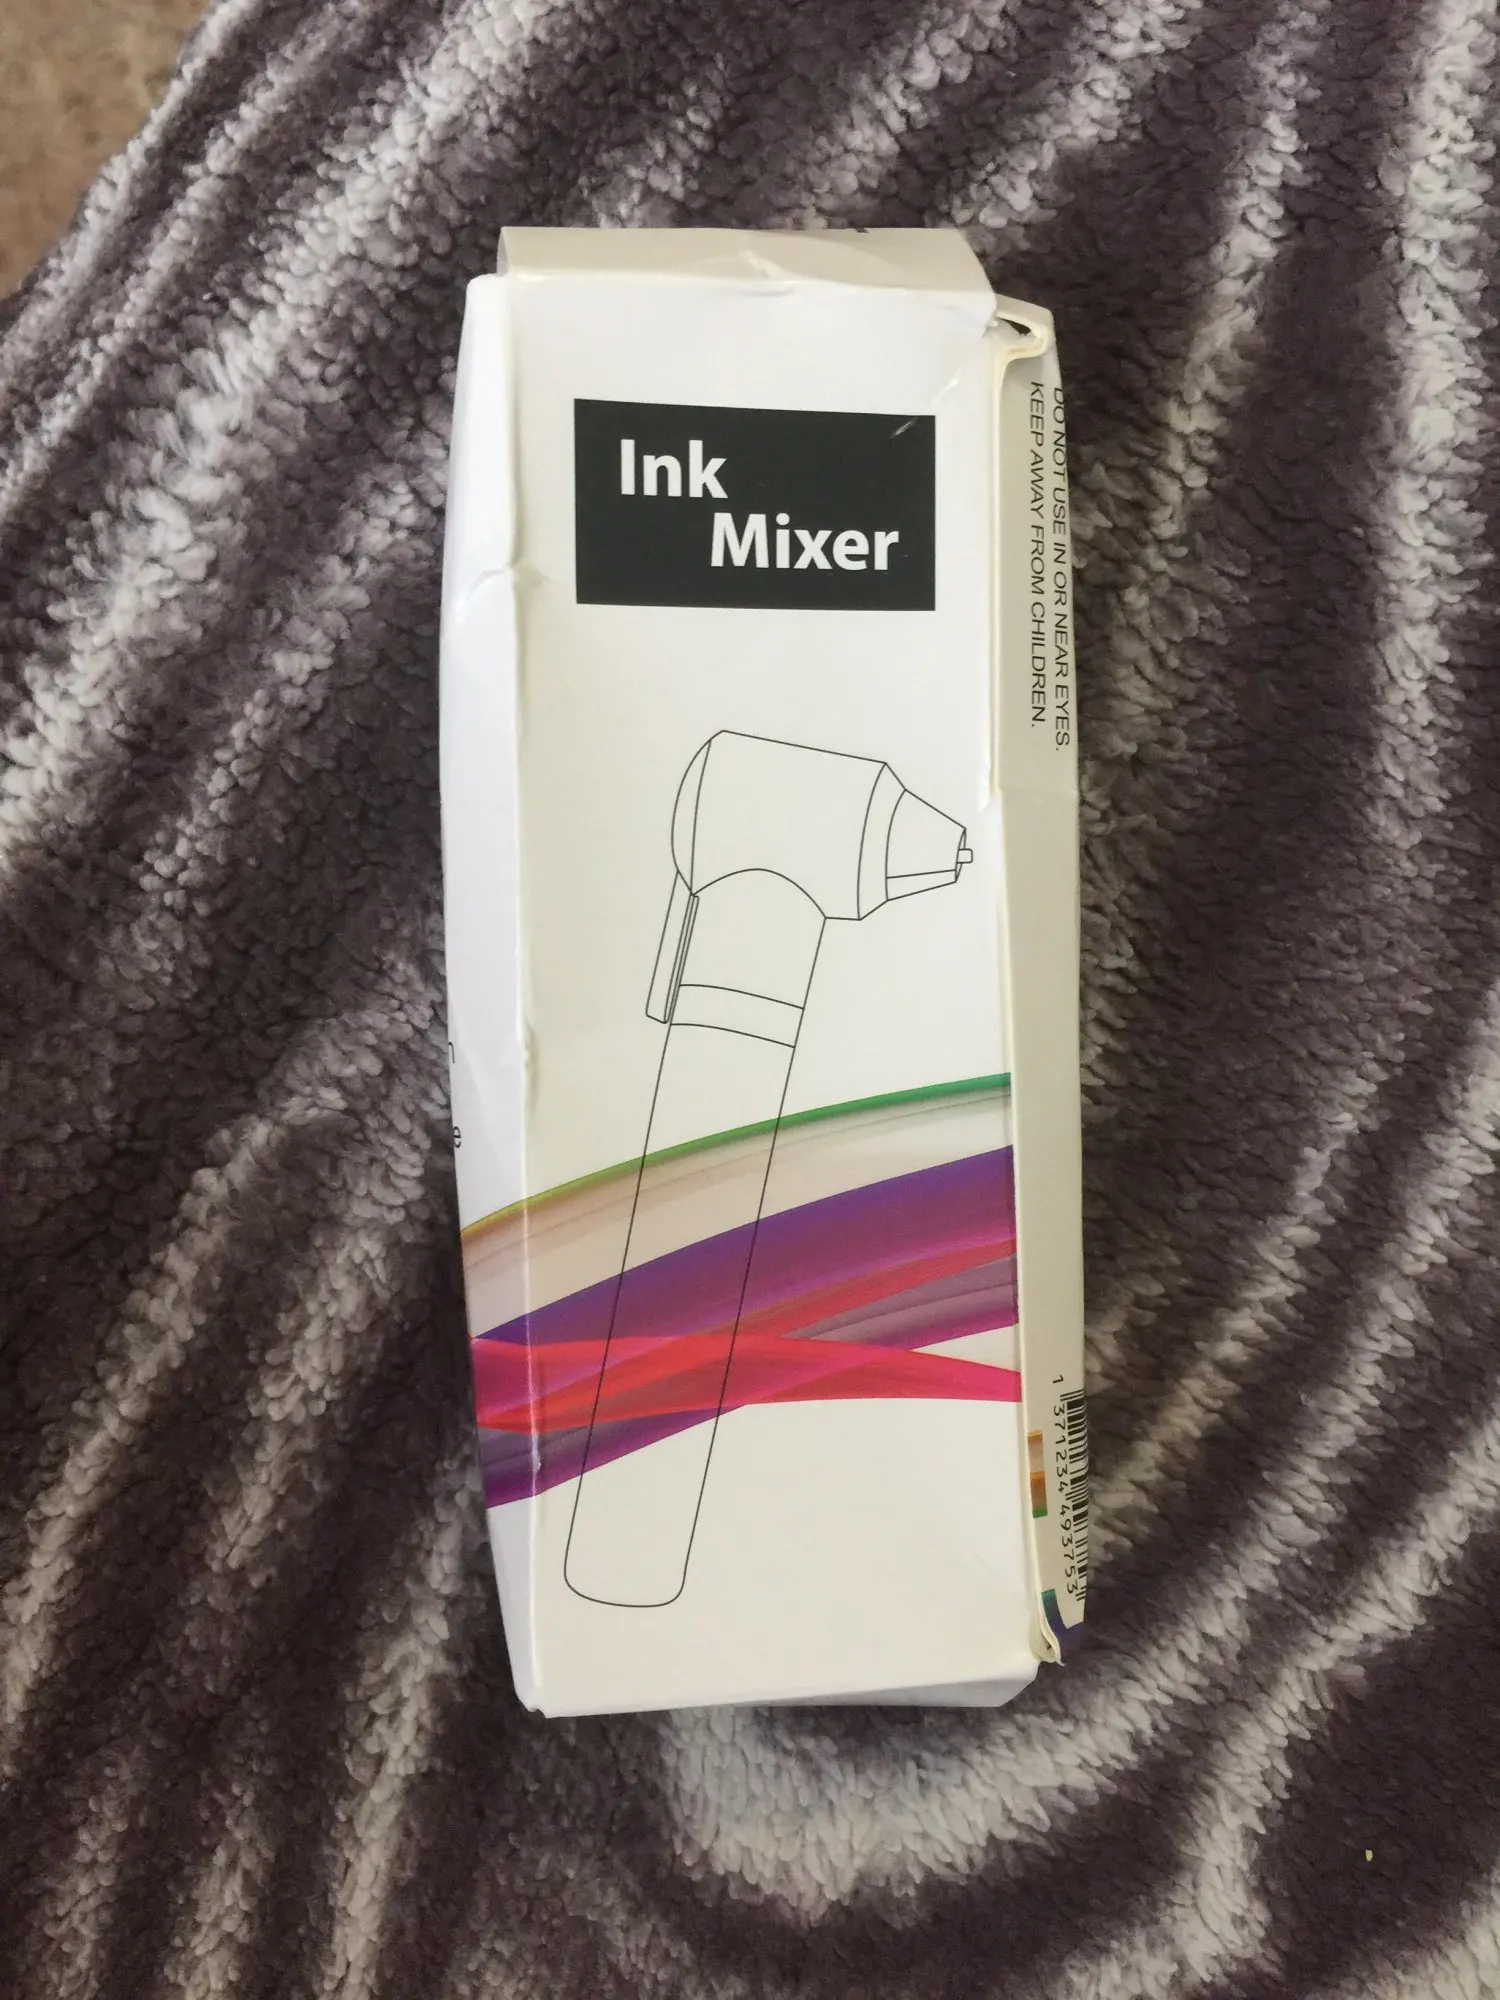 Ink
Mixer
DO NOT USE IN OR NEAR EYES.
KEEP AWAY FROM CHILDREN.
1 371234 493753